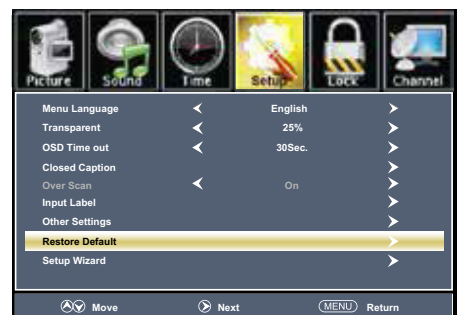 Picture Sound Time Setup Lock Channel
Menu Language English
Transparent 25%
OSD Time out 30Sec.
Closed Caption
Over Scan On
Input Label
Other Settings
Restore Default
Setup Wizard
Move Next MENU Return